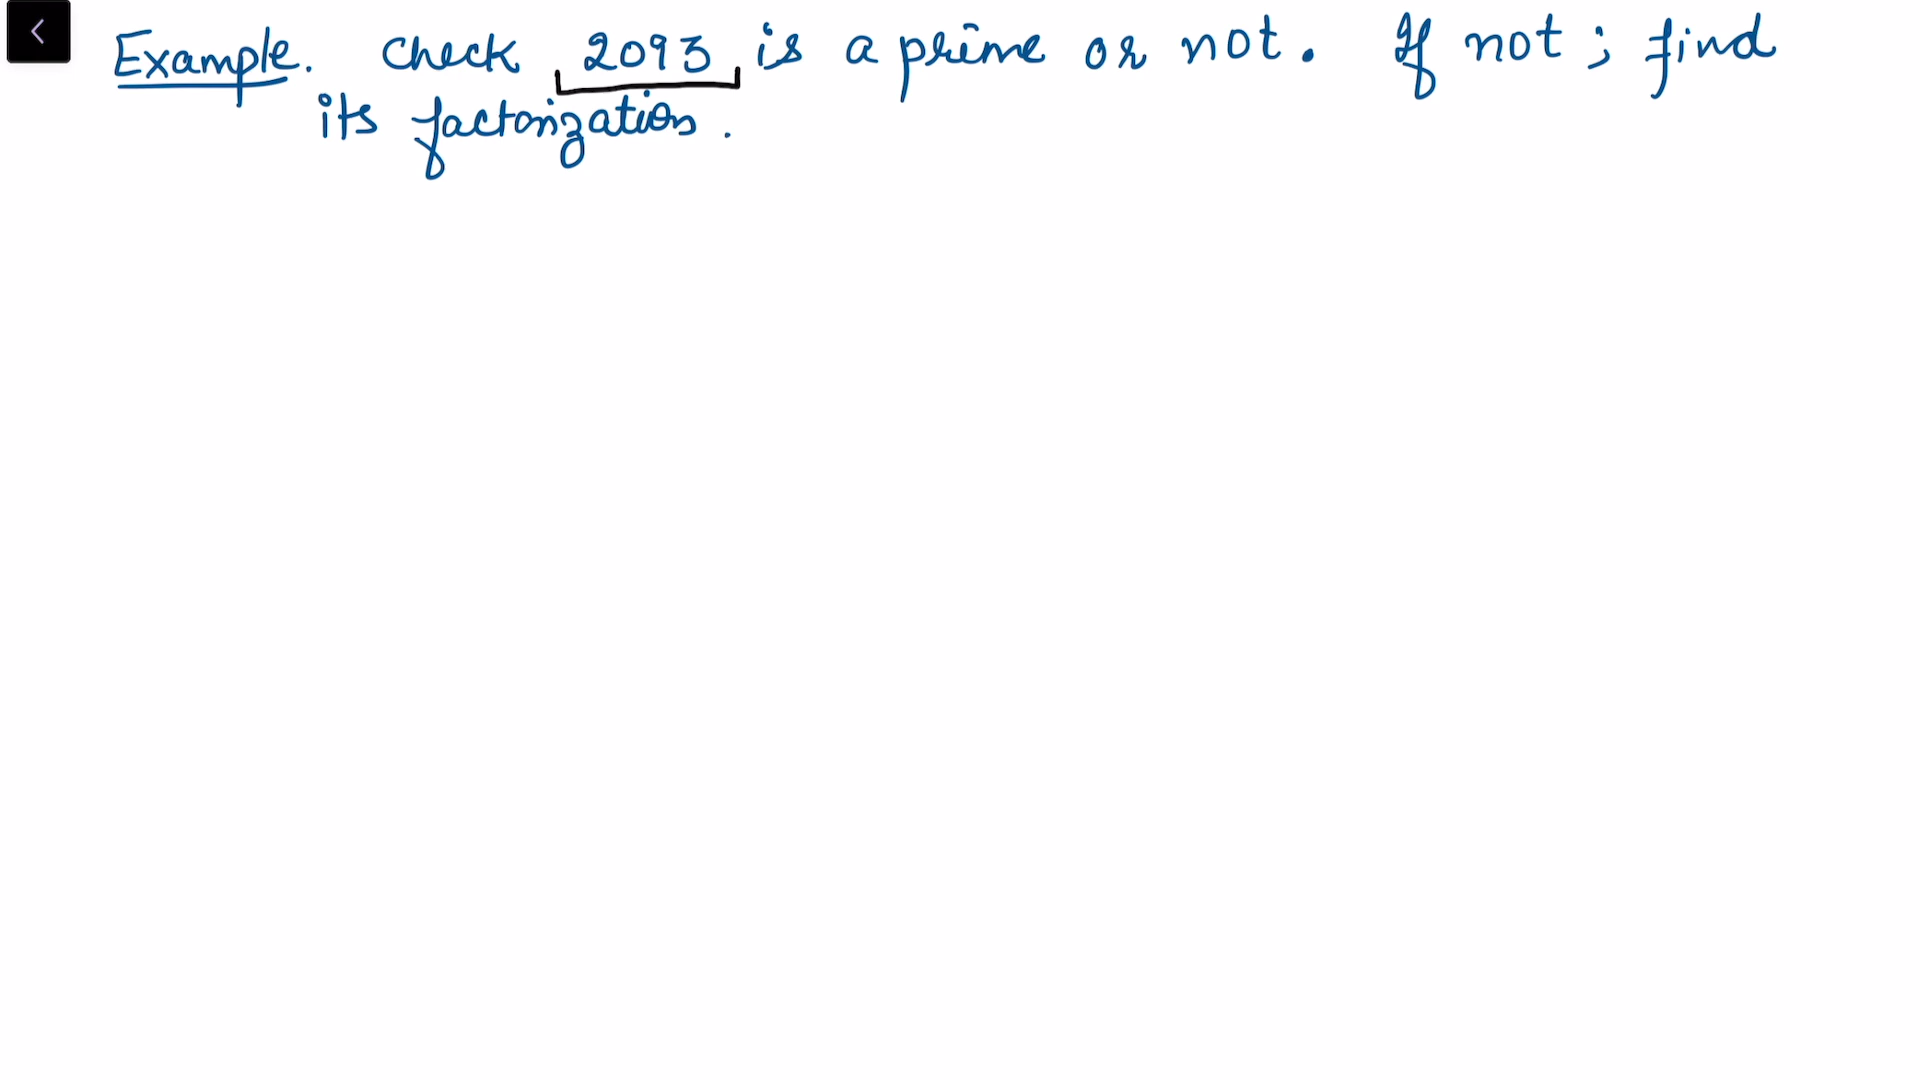 Example. Check 2093 is a prime or not. If not; find
its factorization.